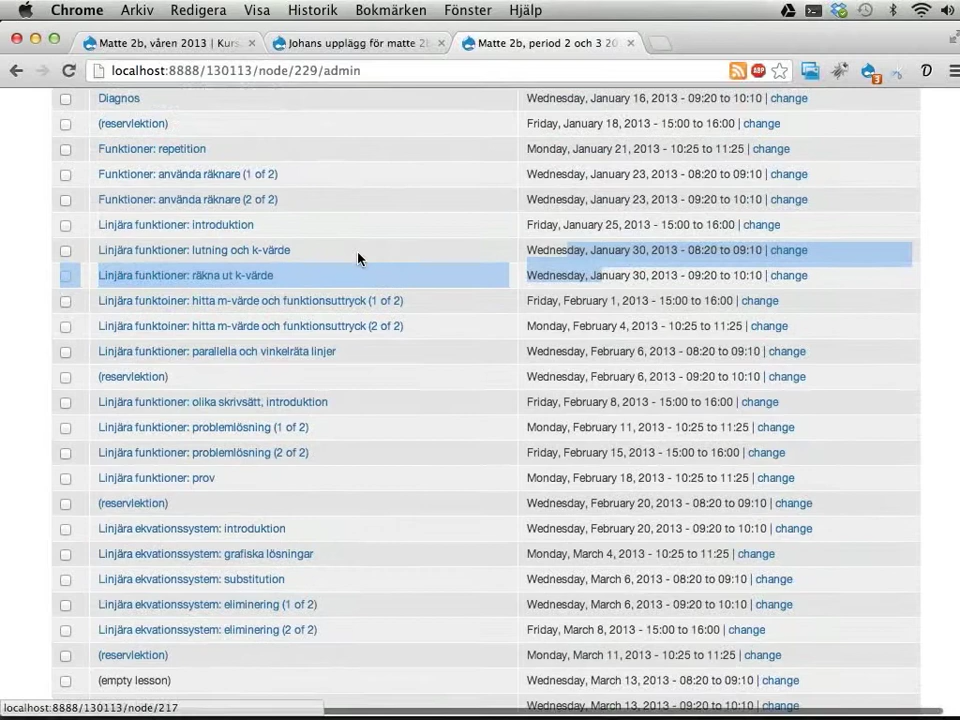 Chrome Arkiv Redigera Visa Historik Bokmärken Fönster Hjälp
Matte 2b, våren 2013 | Kurs Johans upplägg för matte 2b Matte 2b, period 2 och 3 20
localhost:8888/130113/node/229/admin ABP 3 D
Diagnos Wednesday, January 16, 2013 - 09:20 to 10:10 | change
(reservlektion) Friday, January 18, 2013 - 15:00 to 16:00 | change
Funktioner: repetition Monday, January 21, 2013 - 10:25 to 11:25 | change
Funktioner: använda räknare (1 of 2) Wednesday, January 23, 2013 - 08:20 to 09:10 | change
Funktioner: använda räknare (2 of 2) Wednesday, January 23, 2013 - 09:20 to 10:10 | change
Linjära funktioner: introduktion Friday, January 25, 2013 - 15:00 to 16:00 | change
Linjära funktioner: lutning och k-värde Wednesday, January 30, 2013 - 08:20 to 09:10 | change
Linjära funktioner: räkna ut k-värde Wednesday, January 30, 2013 - 09:20 to 10:10 | change
Linjära funktoiner: hitta m-värde och funktionsuttryck (1 of 2) Friday, February 1, 2013 - 15:00 to 16:00 | change
Linjära funktoiner: hitta m-värde och funktionsuttryck (2 of 2) Monday, February 4, 2013 - 10:25 to 11:25 | change
Linjära funktioner: parallella och vinkelräta linjer Wednesday, February 6, 2013 - 08:20 to 09:10 | change
(reservlektion) Wednesday, February 6, 2013 - 09:20 to 10:10 | change
Linjära funktioner: olika skrivsätt, introduktion Friday, February 8, 2013 - 15:00 to 16:00 | change
Linjära funktioner: problemlösning (1 of 2) Monday, February 11, 2013 - 10:25 to 11:25 | change
Linjära funktioner: problemlösning (2 of 2) Friday, February 15, 2013 - 15:00 to 16:00 | change
Linjära funktioner: prov Monday, February 18, 2013 - 10:25 to 11:25 | change
(reservlektion) Wednesday, February 20, 2013 - 08:20 to 09:10 | change
Linjära ekvationssystem: introduktion Wednesday, February 20, 2013 - 09:20 to 10:10 | change
Linjära ekvationssystem: grafiska lösningar Monday, March 4, 2013 - 10:25 to 11:25 | change
Linjära ekvationssystem: substitution Wednesday, March 6, 2013 - 08:20 to 09:10 | change
Linjära ekvationssystem: eliminering (1 of 2) Wednesday, March 6, 2013 - 09:20 to 10:10 | change
Linjära ekvationssystem: eliminering (2 of 2) Friday, March 8, 2013 - 15:00 to 16:00 | change
(reservlektion) Monday, March 11, 2013 - 10:25 to 11:25 | change
(empty lesson) Wednesday, March 13, 2013 - 08:20 to 09:10 | change
Wednesday, March 13, 2013 - 09:20 to 10:10 | change
localhost:8888/130113/node/217